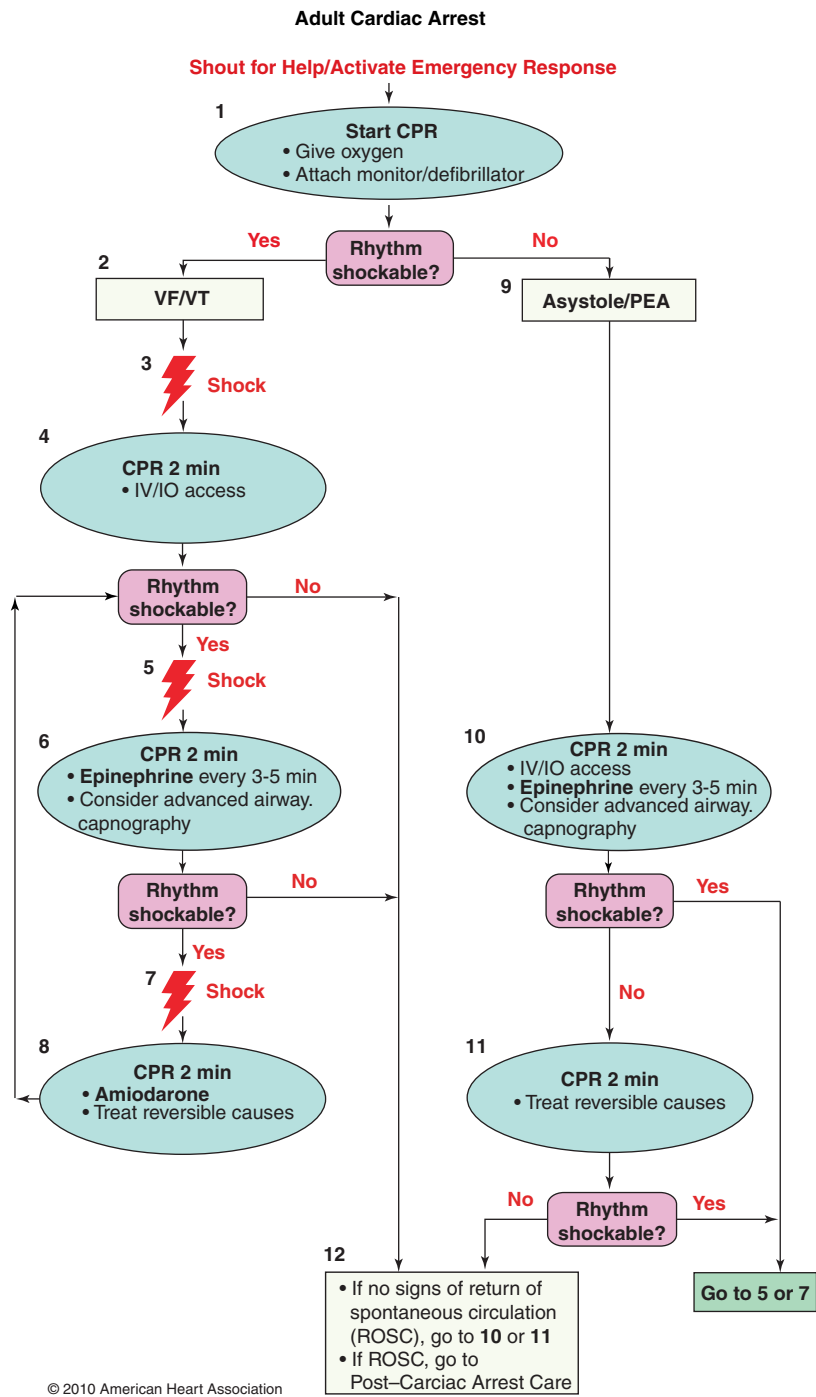 Adult Cardiac Arrest
Shout for Help/Activate Emergency Response
1
Start CPR
• Give oxygen
• Attach monitor/defibrillator
Yes
Rhythm
shockable?
No
2
VF/VT
9
Asystole/PEA
3
Shock
4
CPR 2 min
• IV/IO access
Rhythm
shockable?
No
Yes
5
Shock
6
CPR 2 min
• Epinephrine every 3-5 min
• Consider advanced airway.
capnography
10
CPR 2 min
• IV/IO access
• Epinephrine every 3-5 min
• Consider advanced airway.
capnography
Rhythm
shockable?
No
Rhythm
shockable?
Yes
Yes
7
Shock
No
8
CPR 2 min
• Amiodarone
• Treat reversible causes
11
CPR 2 min
• Treat reversible causes
No
Rhythm
shockable?
Yes
12
• If no signs of return of
spontaneous circulation
(ROSC), go to 10 or 11
• If ROSC, go to
Post–Carciac Arrest Care
Go to 5 or 7
© 2010 American Heart Association